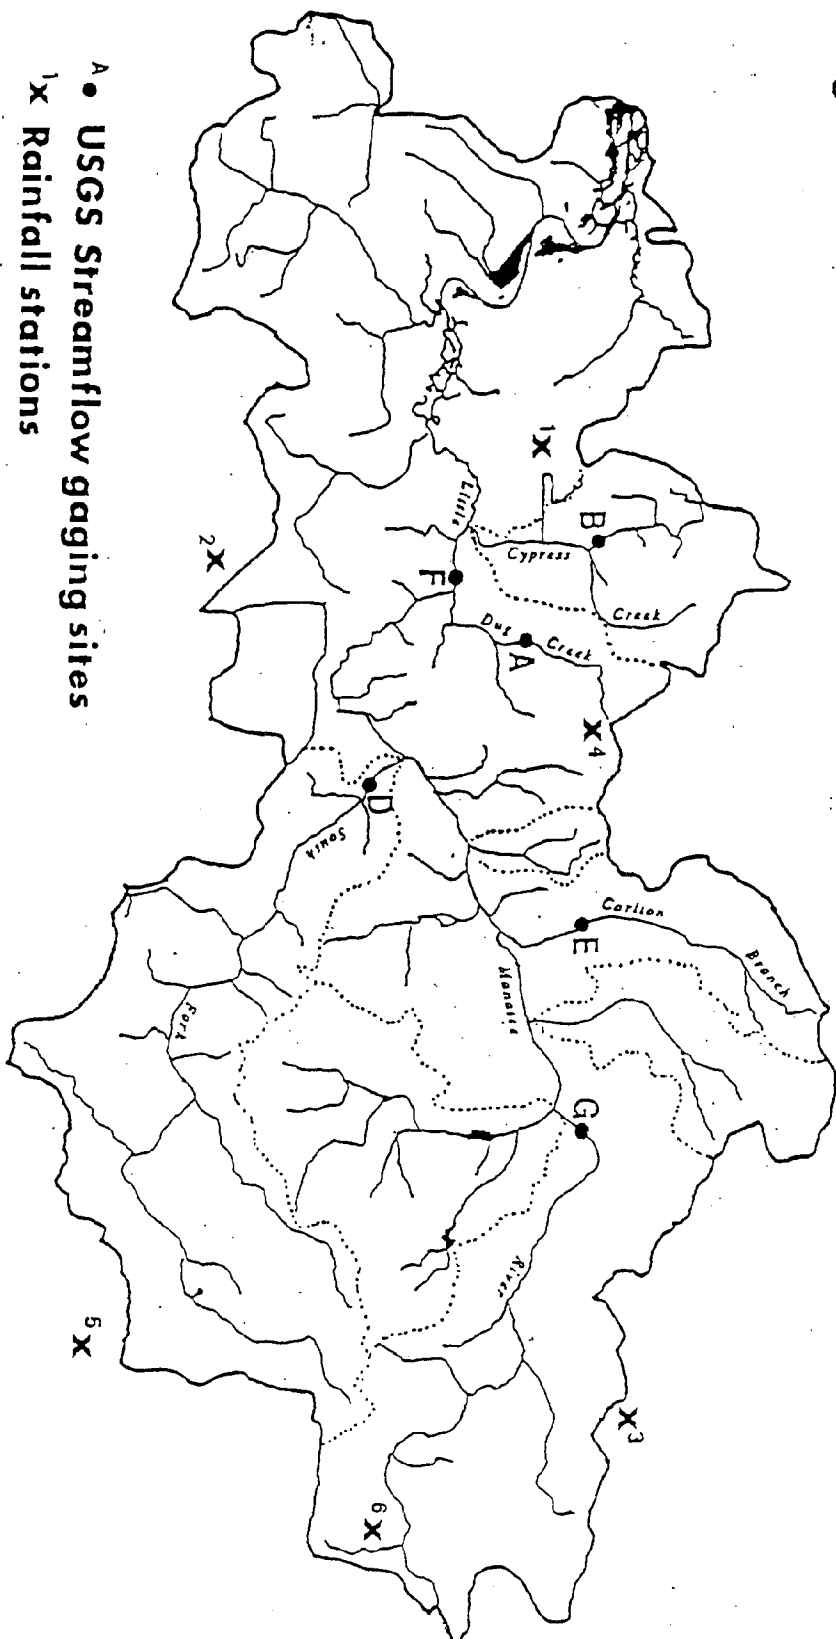 A USGS Streamflow gaging sites
1 X Rainfall stations
1 X
2 X
3 X
4 X
5 X
6 X
A
B
D
E
F
G
Little
Cypress
Creek
Dug Creek
South
Fork
Manatee
River
Carlton
Branch